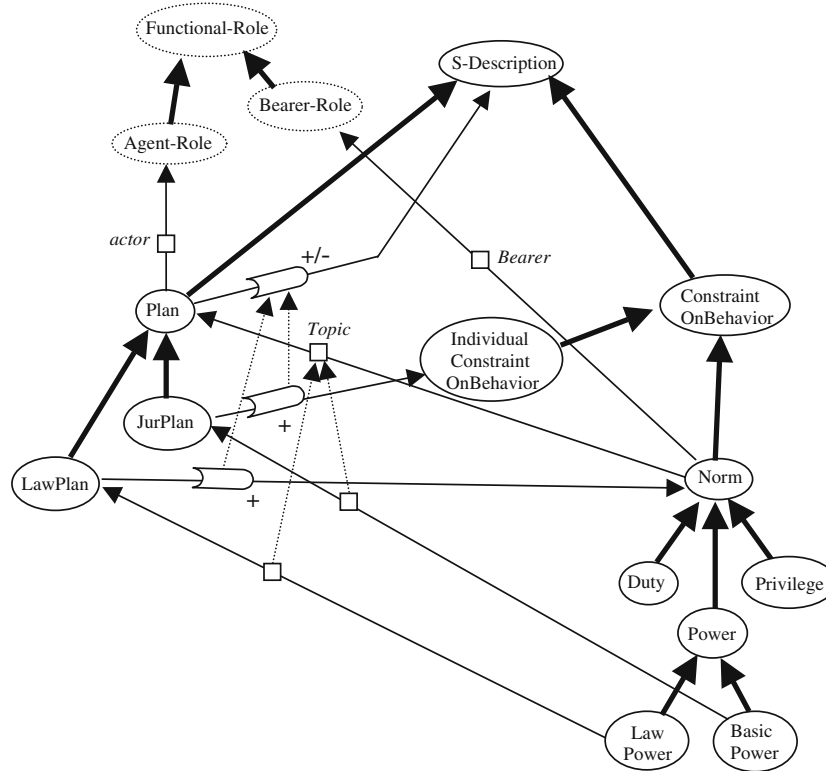 Functional-Role
S-Description
Bearer-Role
Agent-Role
actor
+/-
Bearer
Plan
Topic
Constraint
OnBehavior
Individual
Constraint
OnBehavior
JurPlan
+
LawPlan
+
Norm
Duty
Privilege
Power
Law
Power
Basic
Power